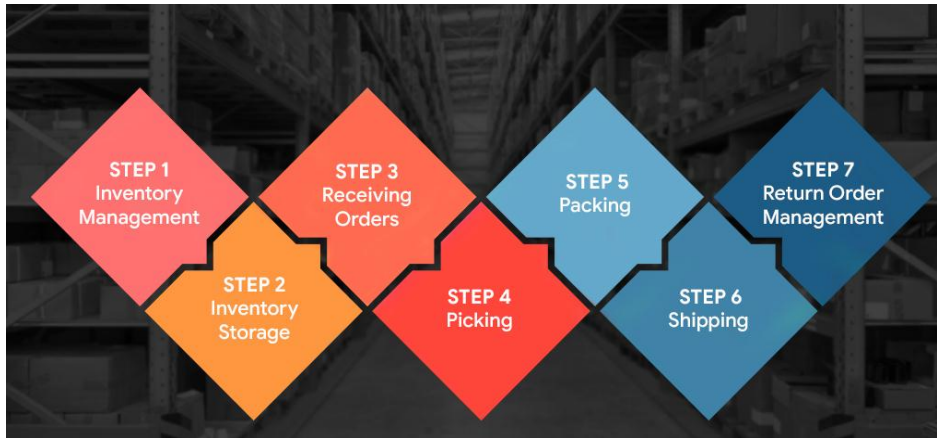 STEP 1
Inventory
Management
STEP 2
Inventory
Storage
STEP 3
Receiving
Orders
STEP 4
Picking
STEP 5
Packing
STEP 6
Shipping
STEP 7
Return Order
Management